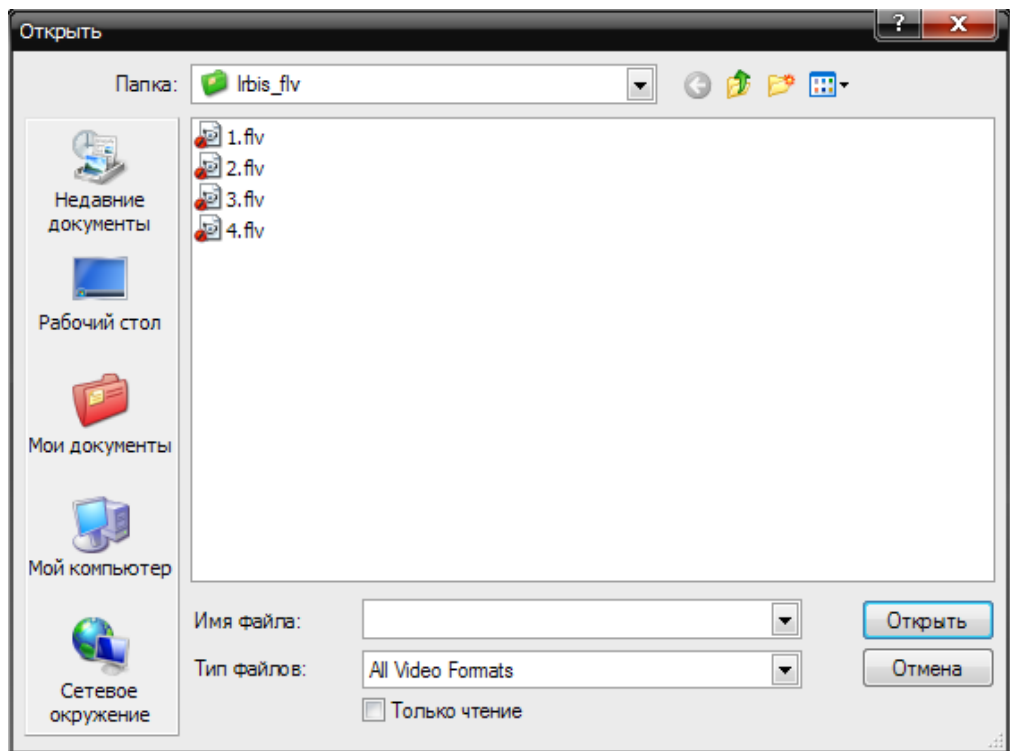 Открыть
Папка: Irbis_flv
1.flv
2.flv
3.flv
4.flv
Недавние
документы
Рабочий стол
Мои документы
Мой компьютер
Сетевое
окружение
Имя файла:
Открыть
Тип файлов: All Video Formats
Отмена
Только чтение